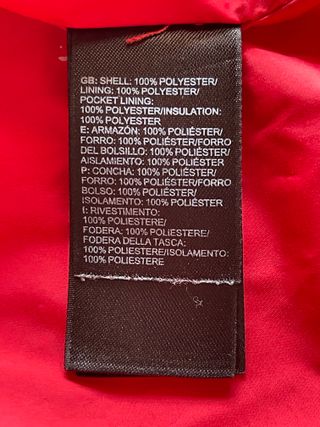 GB: SHELL: 100% POLYESTER/
LINING: 100% POLYESTER/
POCKET LINING:
100% POLYESTER/INSULATION:
100% POLYESTER
E: ARMAZÓN: 100% POLIÉSTER/
FORRO: 100% POLIÉSTER/FORRO
DEL BOLSILLO: 100% POLIÉSTER/
AISLAMIENTO: 100% POLIÉSTER
P: CONCHA: 100% POLIÉSTER/
FORRO: 100% POLIÉSTER/FORRO
BOLSO: 100% POLIÉSTER/
ISOLAMENTO: 100% POLIÉSTER
I: RIVESTIMENTO:
100% POLIESTERE/
FODERA: 100% POLIESTERE/
FODERA DELLA TASCA:
100% POLIESTERE/ISOLAMENTO:
100% POLIESTERE